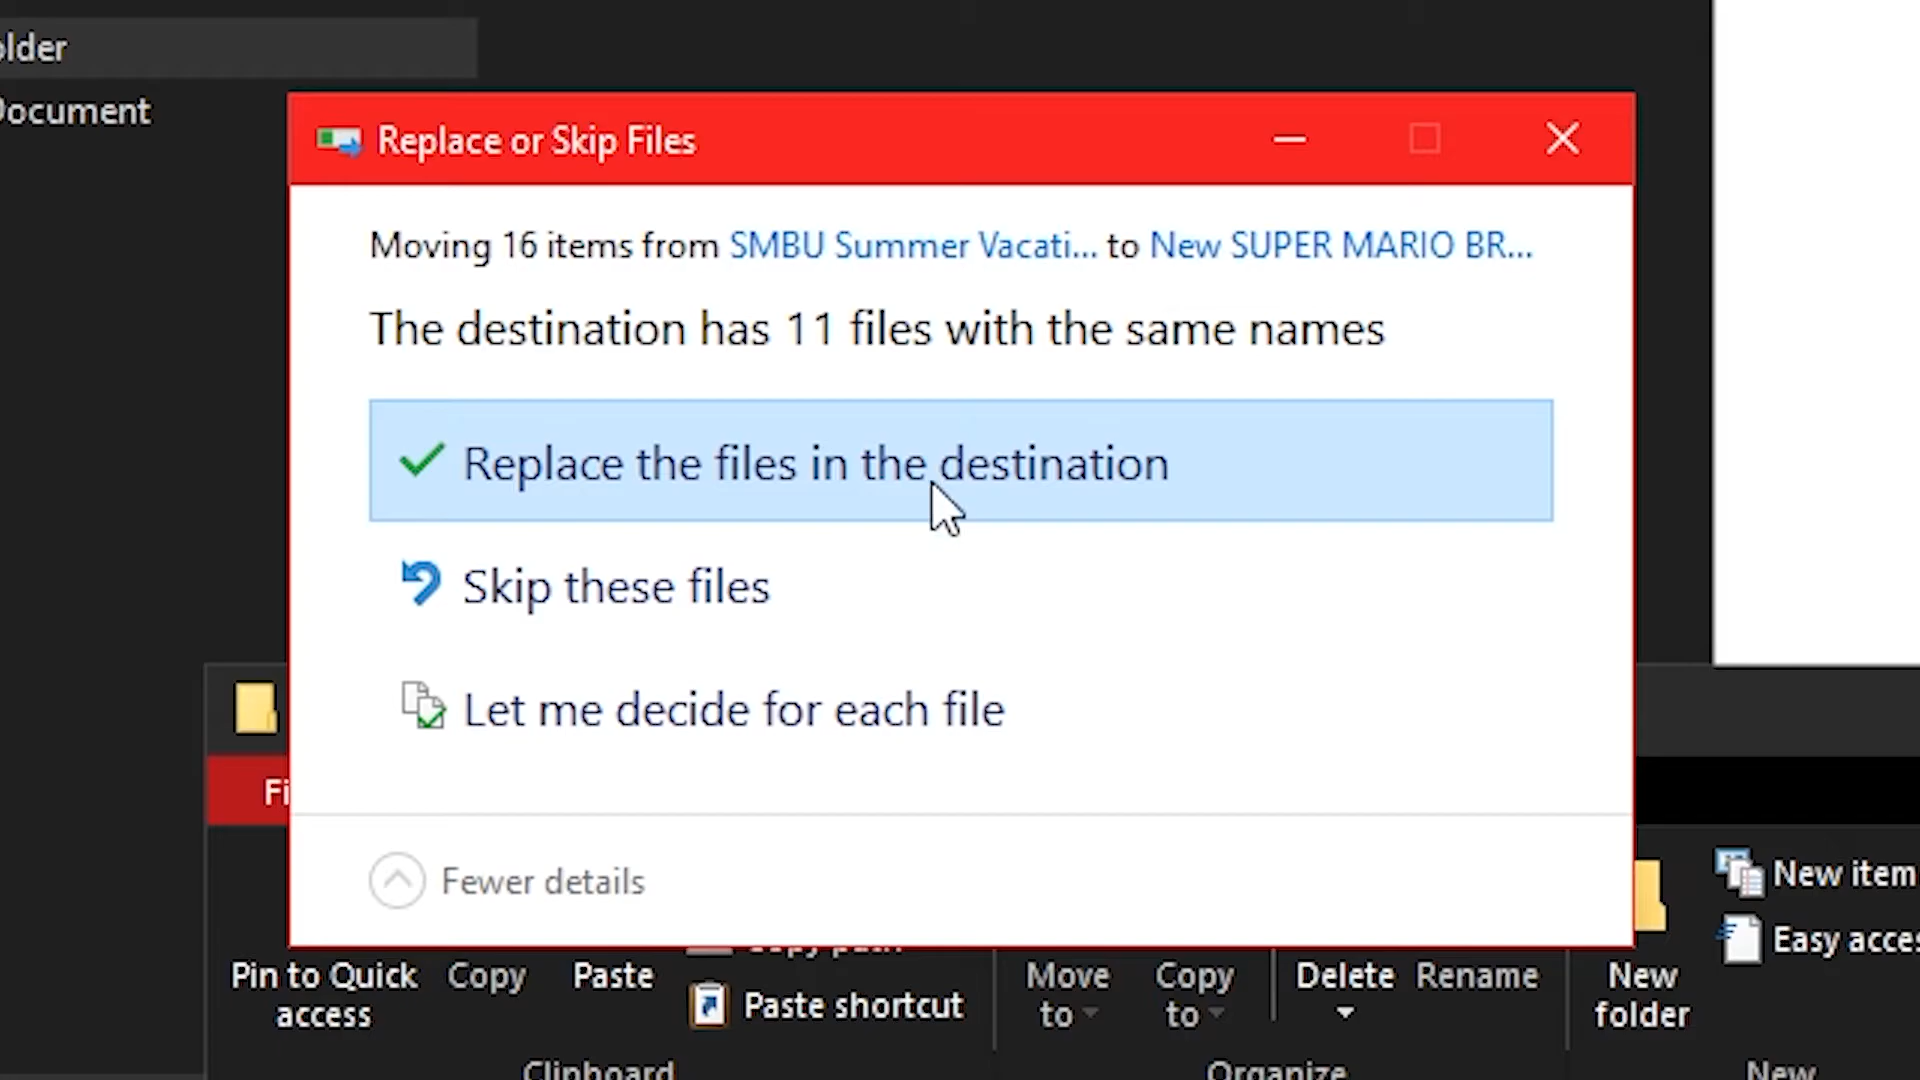 older
Document
Replace or Skip Files
Moving 16 items from SMBU Summer Vacati... to New SUPER MARIO BR...
The destination has 11 files with the same names
Replace the files in the destination
Skip these files
Let me decide for each file
Fi
Fewer details
New item
Easy acces
Copy path
Pin to Quick access
Copy
Paste
Paste shortcut
Move to
Copy to
Delete
Rename
New folder
Clipboard
Organize
New